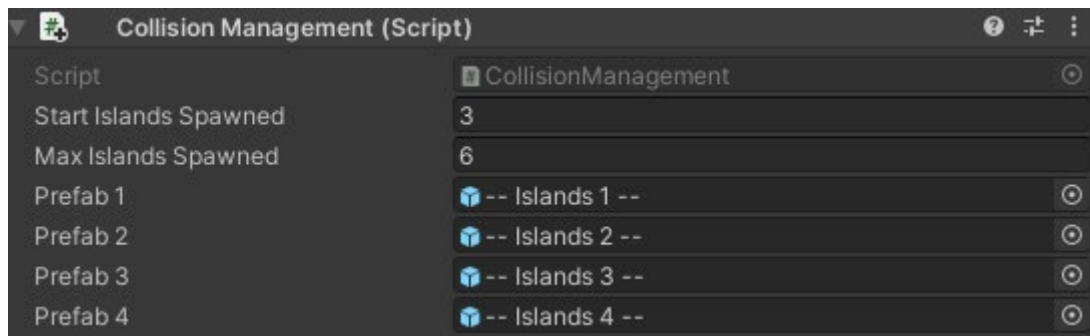 Collision Management (Script)
Script CollisionManagement
Start Islands Spawned 3
Max Islands Spawned 6
Prefab 1 -- Islands 1 --
Prefab 2 -- Islands 2 --
Prefab 3 -- Islands 3 --
Prefab 4 -- Islands 4 --